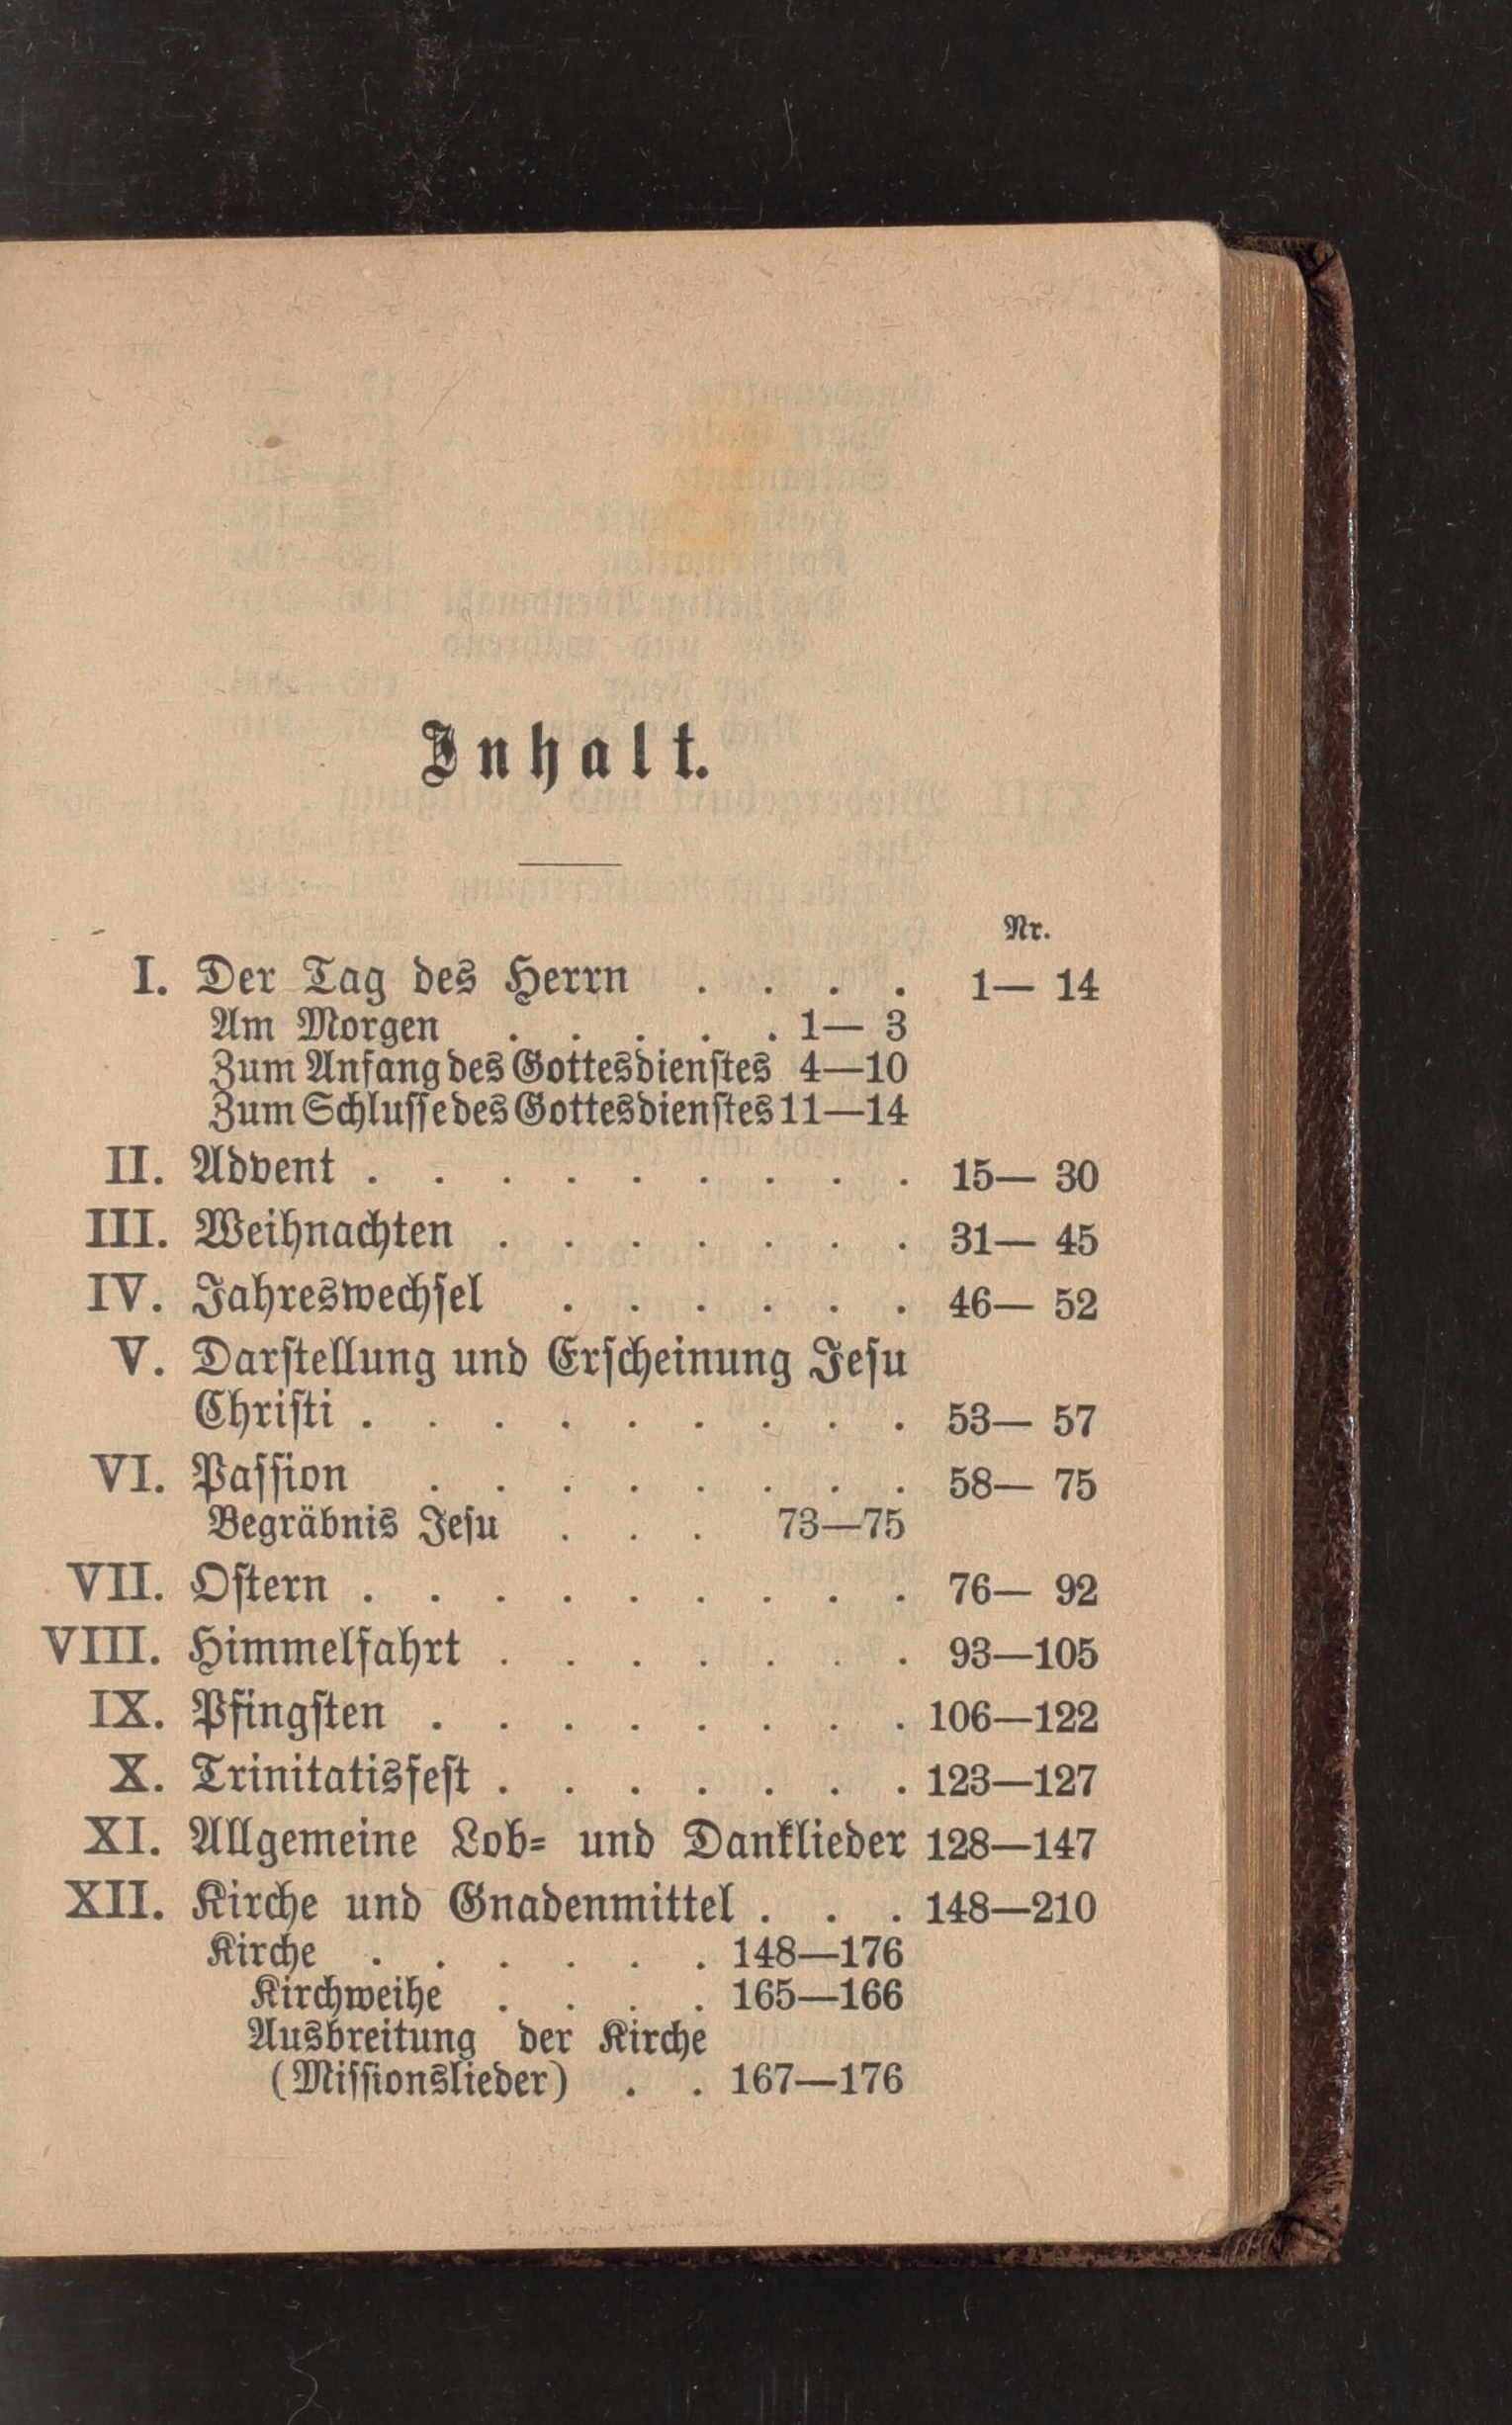 Inhalt.
Nr.
I. Der Tag des Herrn . . . . 1— 14
Am Morgen . . . . . 1— 3
Zum Anfang des Gottesdienſtes 4—10
Zum Schluſſe des Gottesdienſtes 11—14
II. Advent . . . . . . . . . 15— 30
III. Weihnachten . . . . . . . 31— 45
IV. Jahreswechſel . . . . . . 46— 52
V. Darſtellung und Erſcheinung Jeſu
Chriſti . . . . . . . . . 53— 57
VI. Paſſion . . . . . . . . 58— 75
Begräbnis Jeſu . . . 73—75
VII. Oſtern . . . . . . . . . 76— 92
VIII. Himmelfahrt . . . . . . . 93—105
IX. Pfingſten . . . . . . . . 106—122
X. Trinitatisfeſt . . . . . . . 123—127
XI. Allgemeine Lob- und Danklieder 128—147
XII. Kirche und Gnadenmittel . . . 148—210
Kirche . . . . . . 148—176
Kirchweihe . . . . 165—166
Ausbreitung der Kirche
(Miſſionslieder) . . 167—176